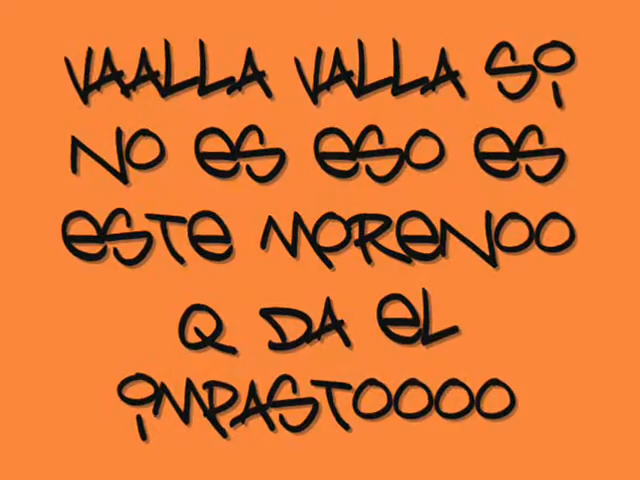 VAALLA VALLA Si
NO eS eSO eS
eSTe MOReNOO
Q DA eL
iMPASTOOOO